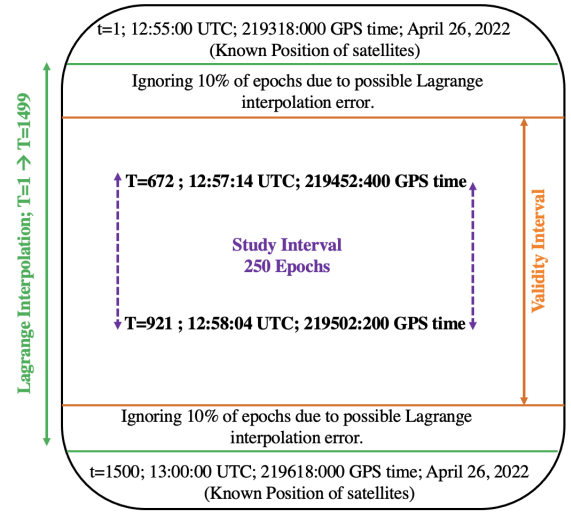 t=1; 12:55:00 UTC; 219318:000 GPS time; April 26, 2022
(Known Position of satellites)
Ignoring 10% of epochs due to possible Lagrange
interpolation error.
Lagrange Interpolation; T=1 → T=1499
T=672 ; 12:57:14 UTC; 219452:400 GPS time
Study Interval
250 Epochs
Validity Interval
T=921 ; 12:58:04 UTC; 219502:200 GPS time
Ignoring 10% of epochs due to possible Lagrange
interpolation error.
t=1500; 13:00:00 UTC; 219618:000 GPS time; April 26, 2022
(Known Position of satellites)